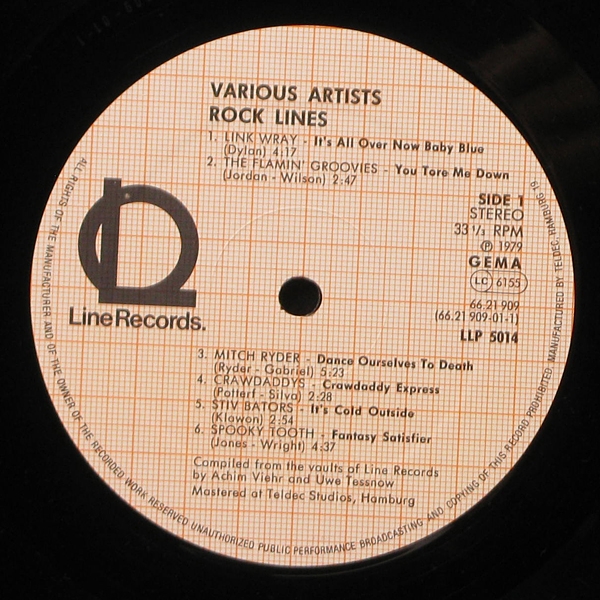 VARIOUS ARTISTS
ROCK LINES
1. LINK WRAY - It's All Over Now Baby Blue
(Dylan) 4:17
2. THE FLAMIN' GROOVIES - You Tore Me Down
(Jordan - Wilson) 2:47
SIDE 1
STEREO
33 1/3 RPM
Ⓟ 1979
GEMA
LC 6155
66.21 909
(66.21 909-01-1)
LLP 5014
LineRecords.
3. MITCH RYDER - Dance Ourselves To Death
(Ryder - Gabriel) 5:23
4. CRAWDADDYS - Crawdaddy Express
(Potterf - Silva) 2:28
5. STIV BATORS - It's Cold Outside
(Klawon) 2:54
6. SPOOKY TOOTH - Fantasy Satisfier
(Jones - Wright) 4:37
Compiled from the vaults of Line Records
by Achim Viehr and Uwe Tessnow
Mastered at Teldec Studios, Hamburg
ALL RIGHTS OF THE MANUFACTURER AND OF THE OWNER OF THE RECORDED WORK RESERVED UNAUTHORIZED PUBLIC PERFORMANCE BROADCASTING AND COPYING OF THIS RECORD PROHIBITED. MANUFACTURED BY TELDEC HAMBURG 19